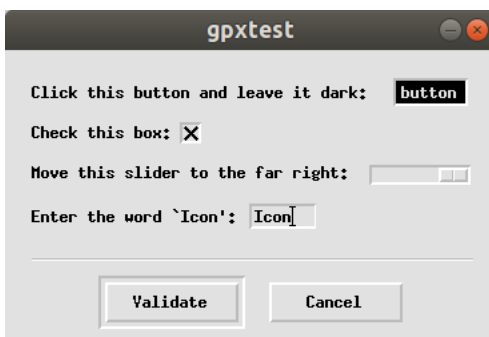 gpxtest
Click this button and leave it dark: button
Check this box:
Move this slider to the far right:
Enter the word `Icon': Icon
Validate Cancel